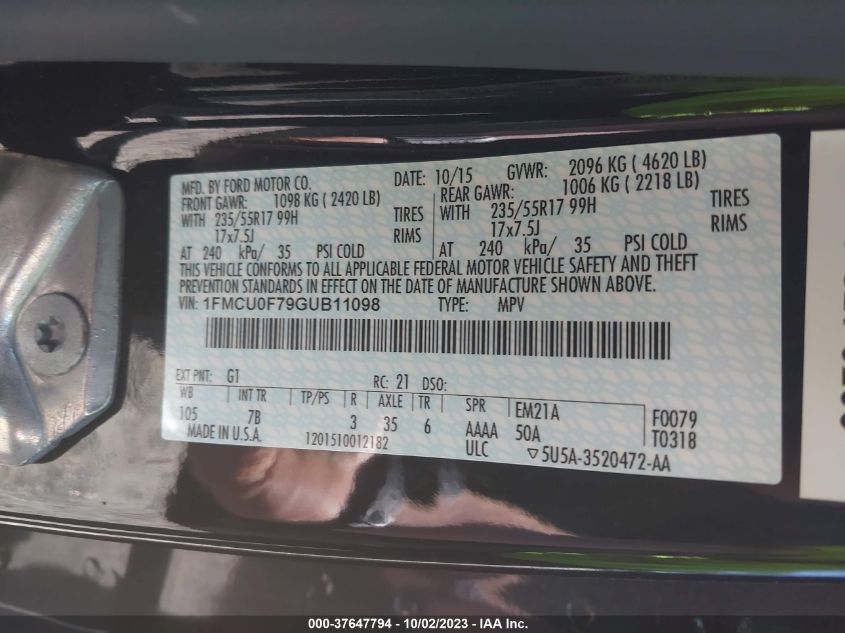 MFD. BY FORD MOTOR CO. DATE: 10/15 GVWR: 2096 KG ( 4620 LB)
FRONT GAWR: 1098 KG ( 2420 LB) REAR GAWR: 1006 KG ( 2218 LB)
WITH 235/55R17 99H TIRES WITH 235/55R17 99H TIRES
17x7.5J RIMS 17x7.5J RIMS
AT 240 kPa/ 35 PSI COLD AT 240 kPa/ 35 PSI COLD
THIS VEHICLE CONFORMS TO ALL APPLICABLE FEDERAL MOTOR VEHICLE SAFETY AND THEFT
PREVENTION STANDARDS IN EFFECT ON THE DATE OF MANUFACTURE SHOWN ABOVE.
VIN: 1FMCU0F79GUB11098 TYPE: MPV
EXT PNT: G1 RC: 21 DSO:
WB INT TR TP/PS R AXLE TR SPR EM21A F0079
105 7B 3 35 6 AAAA 50A T0318
MADE IN U.S.A. 1201510012182 ULC ▽5U5A-3520472-AA
000-37647794 - 10/02/2023 - IAA Inc.